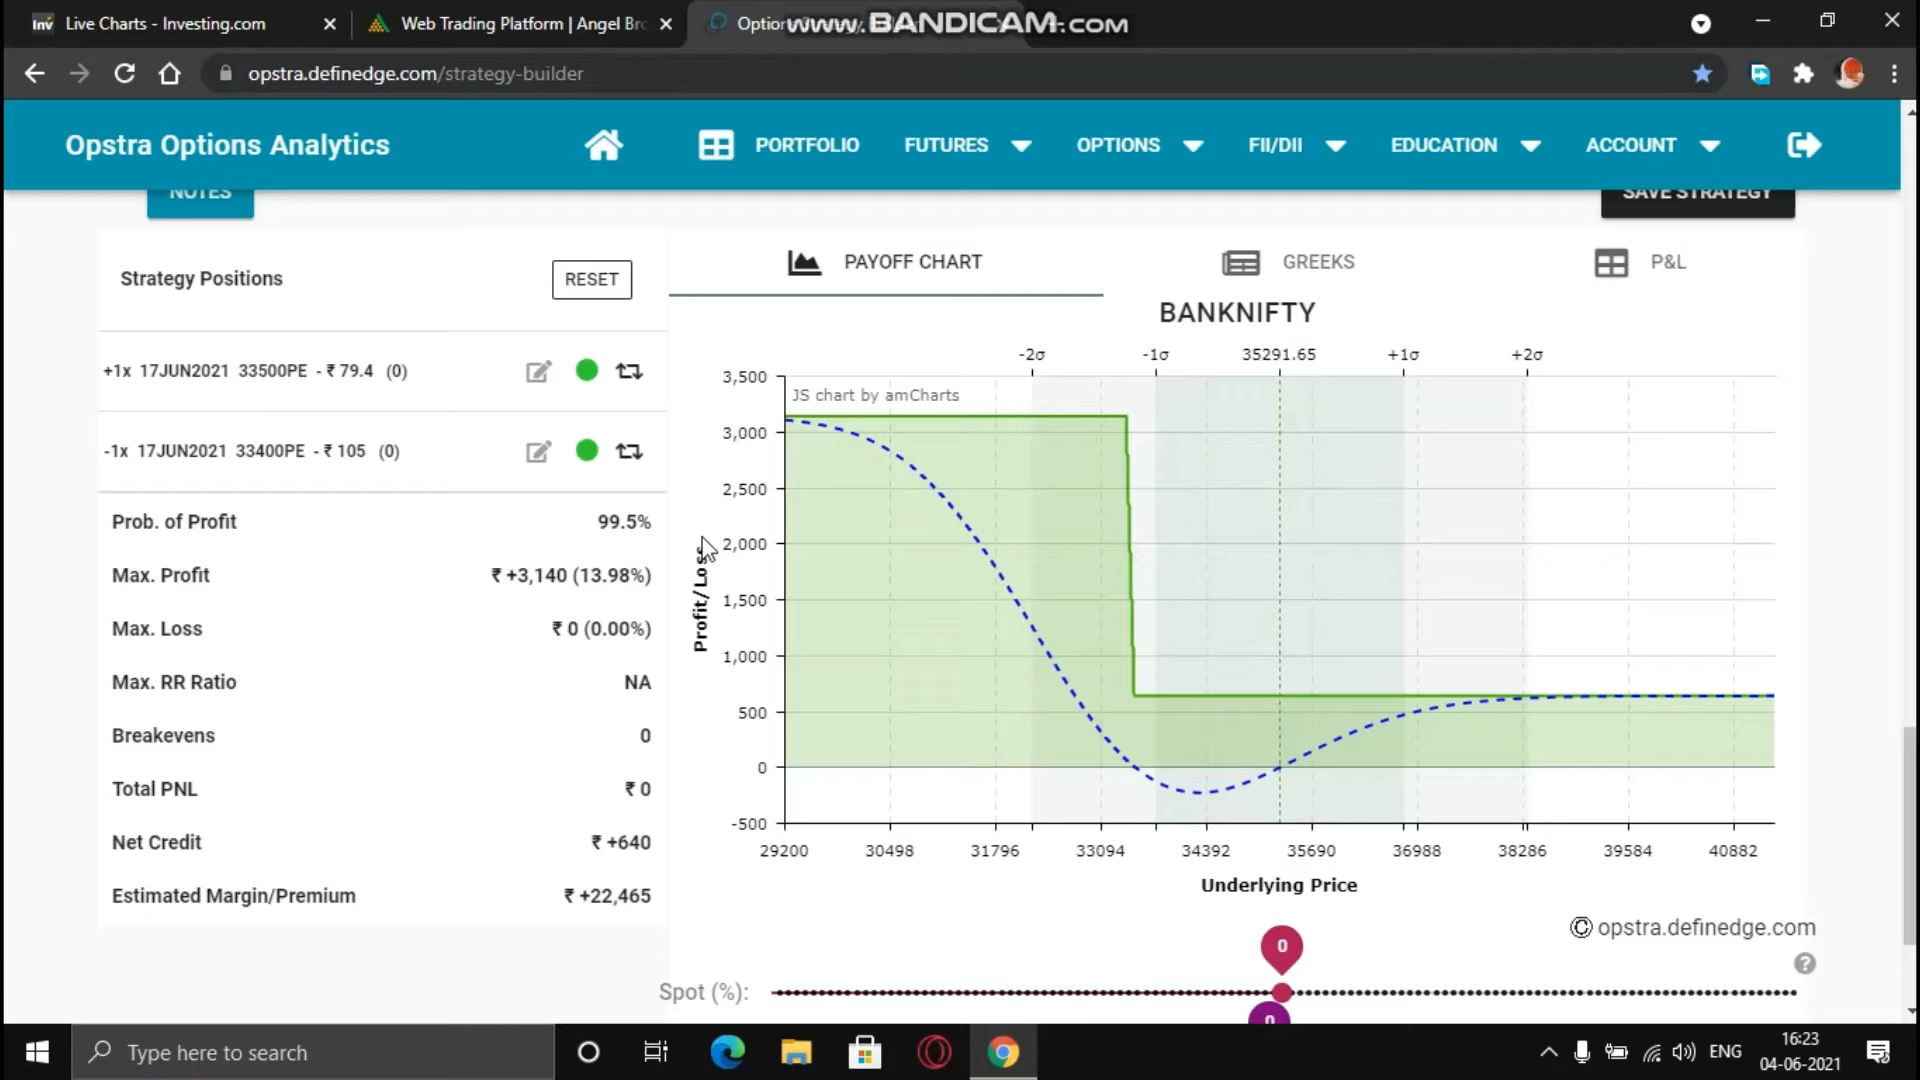 Live Charts - Investing.com
Web Trading Platform | Angel Br
www.BANDICAM.com
opstra.definedge.com/strategy-builder
Opstra Options Analytics
PORTFOLIO
FUTURES
OPTIONS
FII/DII
EDUCATION
ACCOUNT
NOTES
SAVE STRATEGY
Strategy Positions
RESET
PAYOFF CHART
GREEKS
P&L
+1x 17JUN2021 33500PE - ₹ 79.4 (0)
-1x 17JUN2021 33400PE - ₹ 105 (0)
Prob. of Profit 99.5%
Max. Profit ₹ +3,140 (13.98%)
Max. Loss ₹ 0 (0.00%)
Max. RR Ratio NA
Breakevens 0
Total PNL ₹ 0
Net Credit ₹ +640
Estimated Margin/Premium ₹ +22,465
BANKNIFTY
-2σ -1σ 35291.65 +1σ +2σ
JS chart by amCharts
3,500
3,000
2,500
2,000
1,500
1,000
500
0
-500
Profit/Loss
29200 30498 31796 33094 34392 35690 36988 38286 39584 40882
Underlying Price
© opstra.definedge.com
0
Spot (%):
0
Type here to search
ENG
16:23
04-06-2021